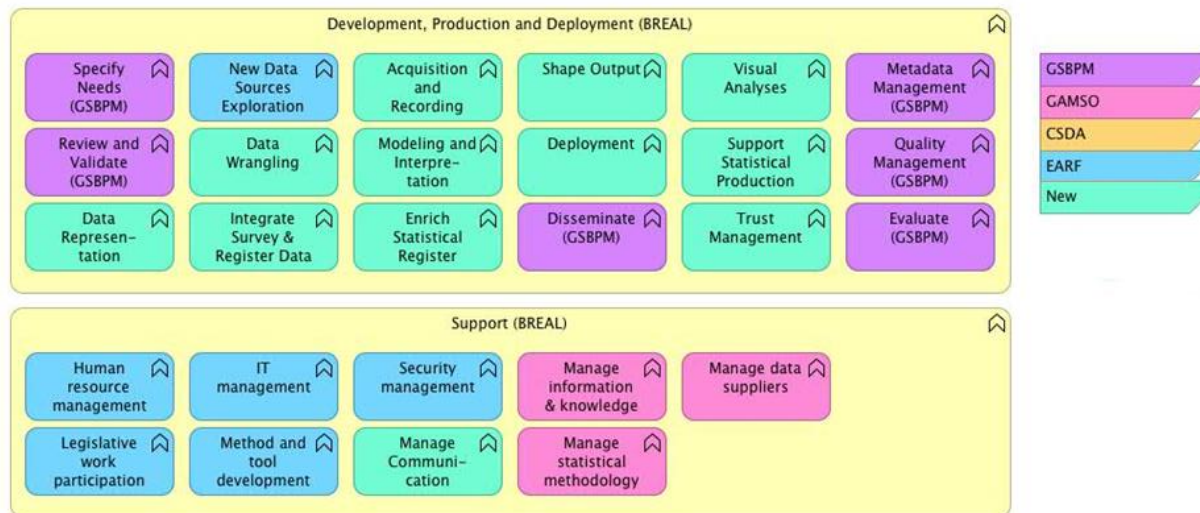 Development, Production and Deployment (BREAL)
Specify
Needs
(GSBPM)
New Data
Sources
Exploration
Acquisition
and
Recording
Shape Output
Visual
Analyses
Metadata
Management
(GSBPM)
Review and
Validate
(GSBPM)
Data
Wrangling
Modeling and
Interpre-
tation
Deployment
Support
Statistical
Production
Quality
Management
(GSBPM)
Data
Represen-
tation
Integrate
Survey &
Register Data
Enrich
Statistical
Register
Disseminate
(GSBPM)
Trust
Management
Evaluate
(GSBPM)
Support (BREAL)
Human
resource
management
IT
management
Security
management
Manage
information
& knowledge
Manage data
suppliers
Legislative
work
participation
Method and
tool
development
Manage
Communi-
cation
Manage
statistical
methodology
GSBPM
GAMSO
CSDA
EARF
New